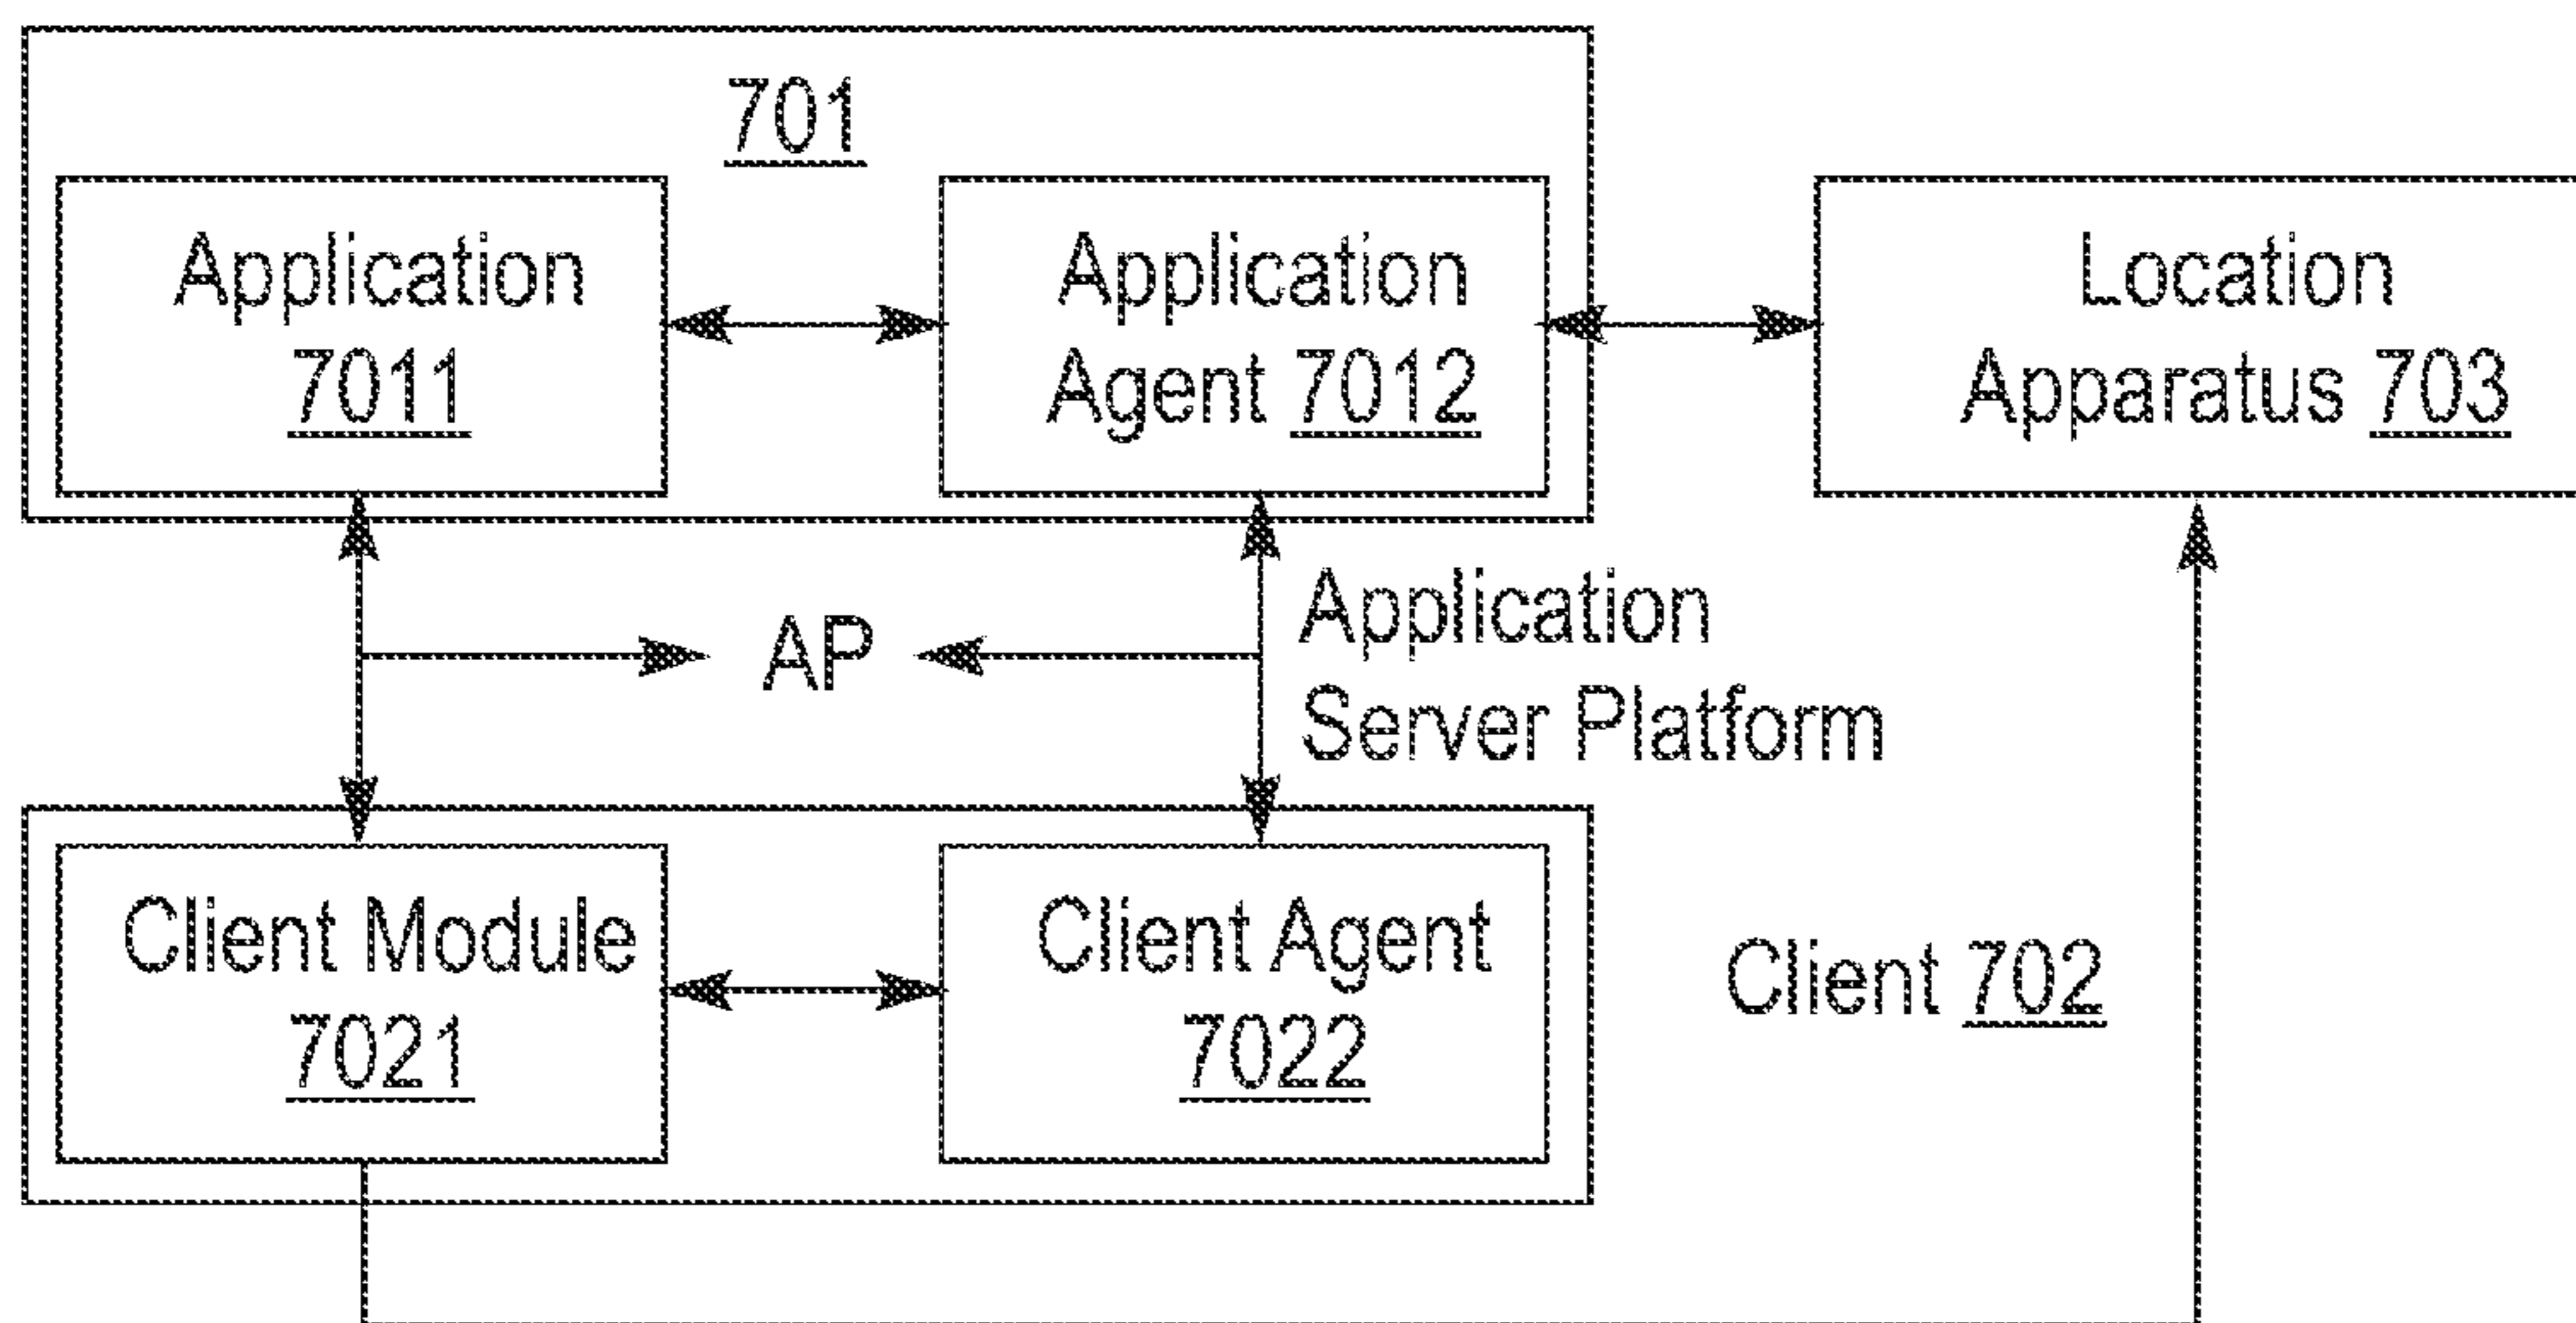 701
Application
7011
Application
Agent 7012
Location
Apparatus 703
AP
Application
Server Platform
Client Module
7021
Client Agent
7022
Client 702